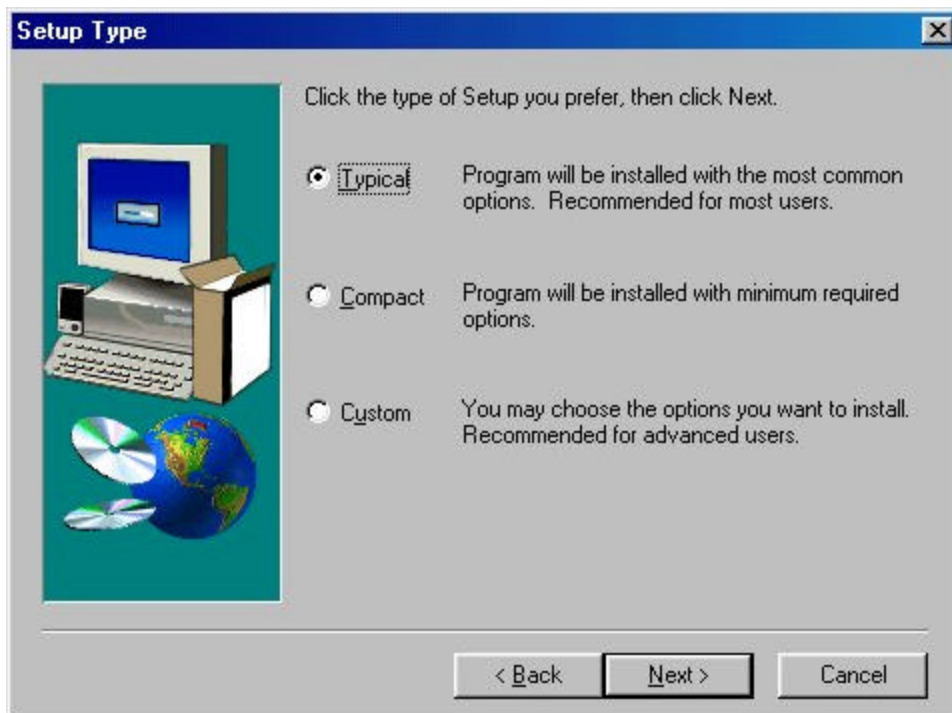 Setup Type
Click the type of Setup you prefer, then click Next.
Typical Program will be installed with the most common
options. Recommended for most users.
Compact Program will be installed with minimum required
options.
Custom You may choose the options you want to install.
Recommended for advanced users.
< Back Next > Cancel